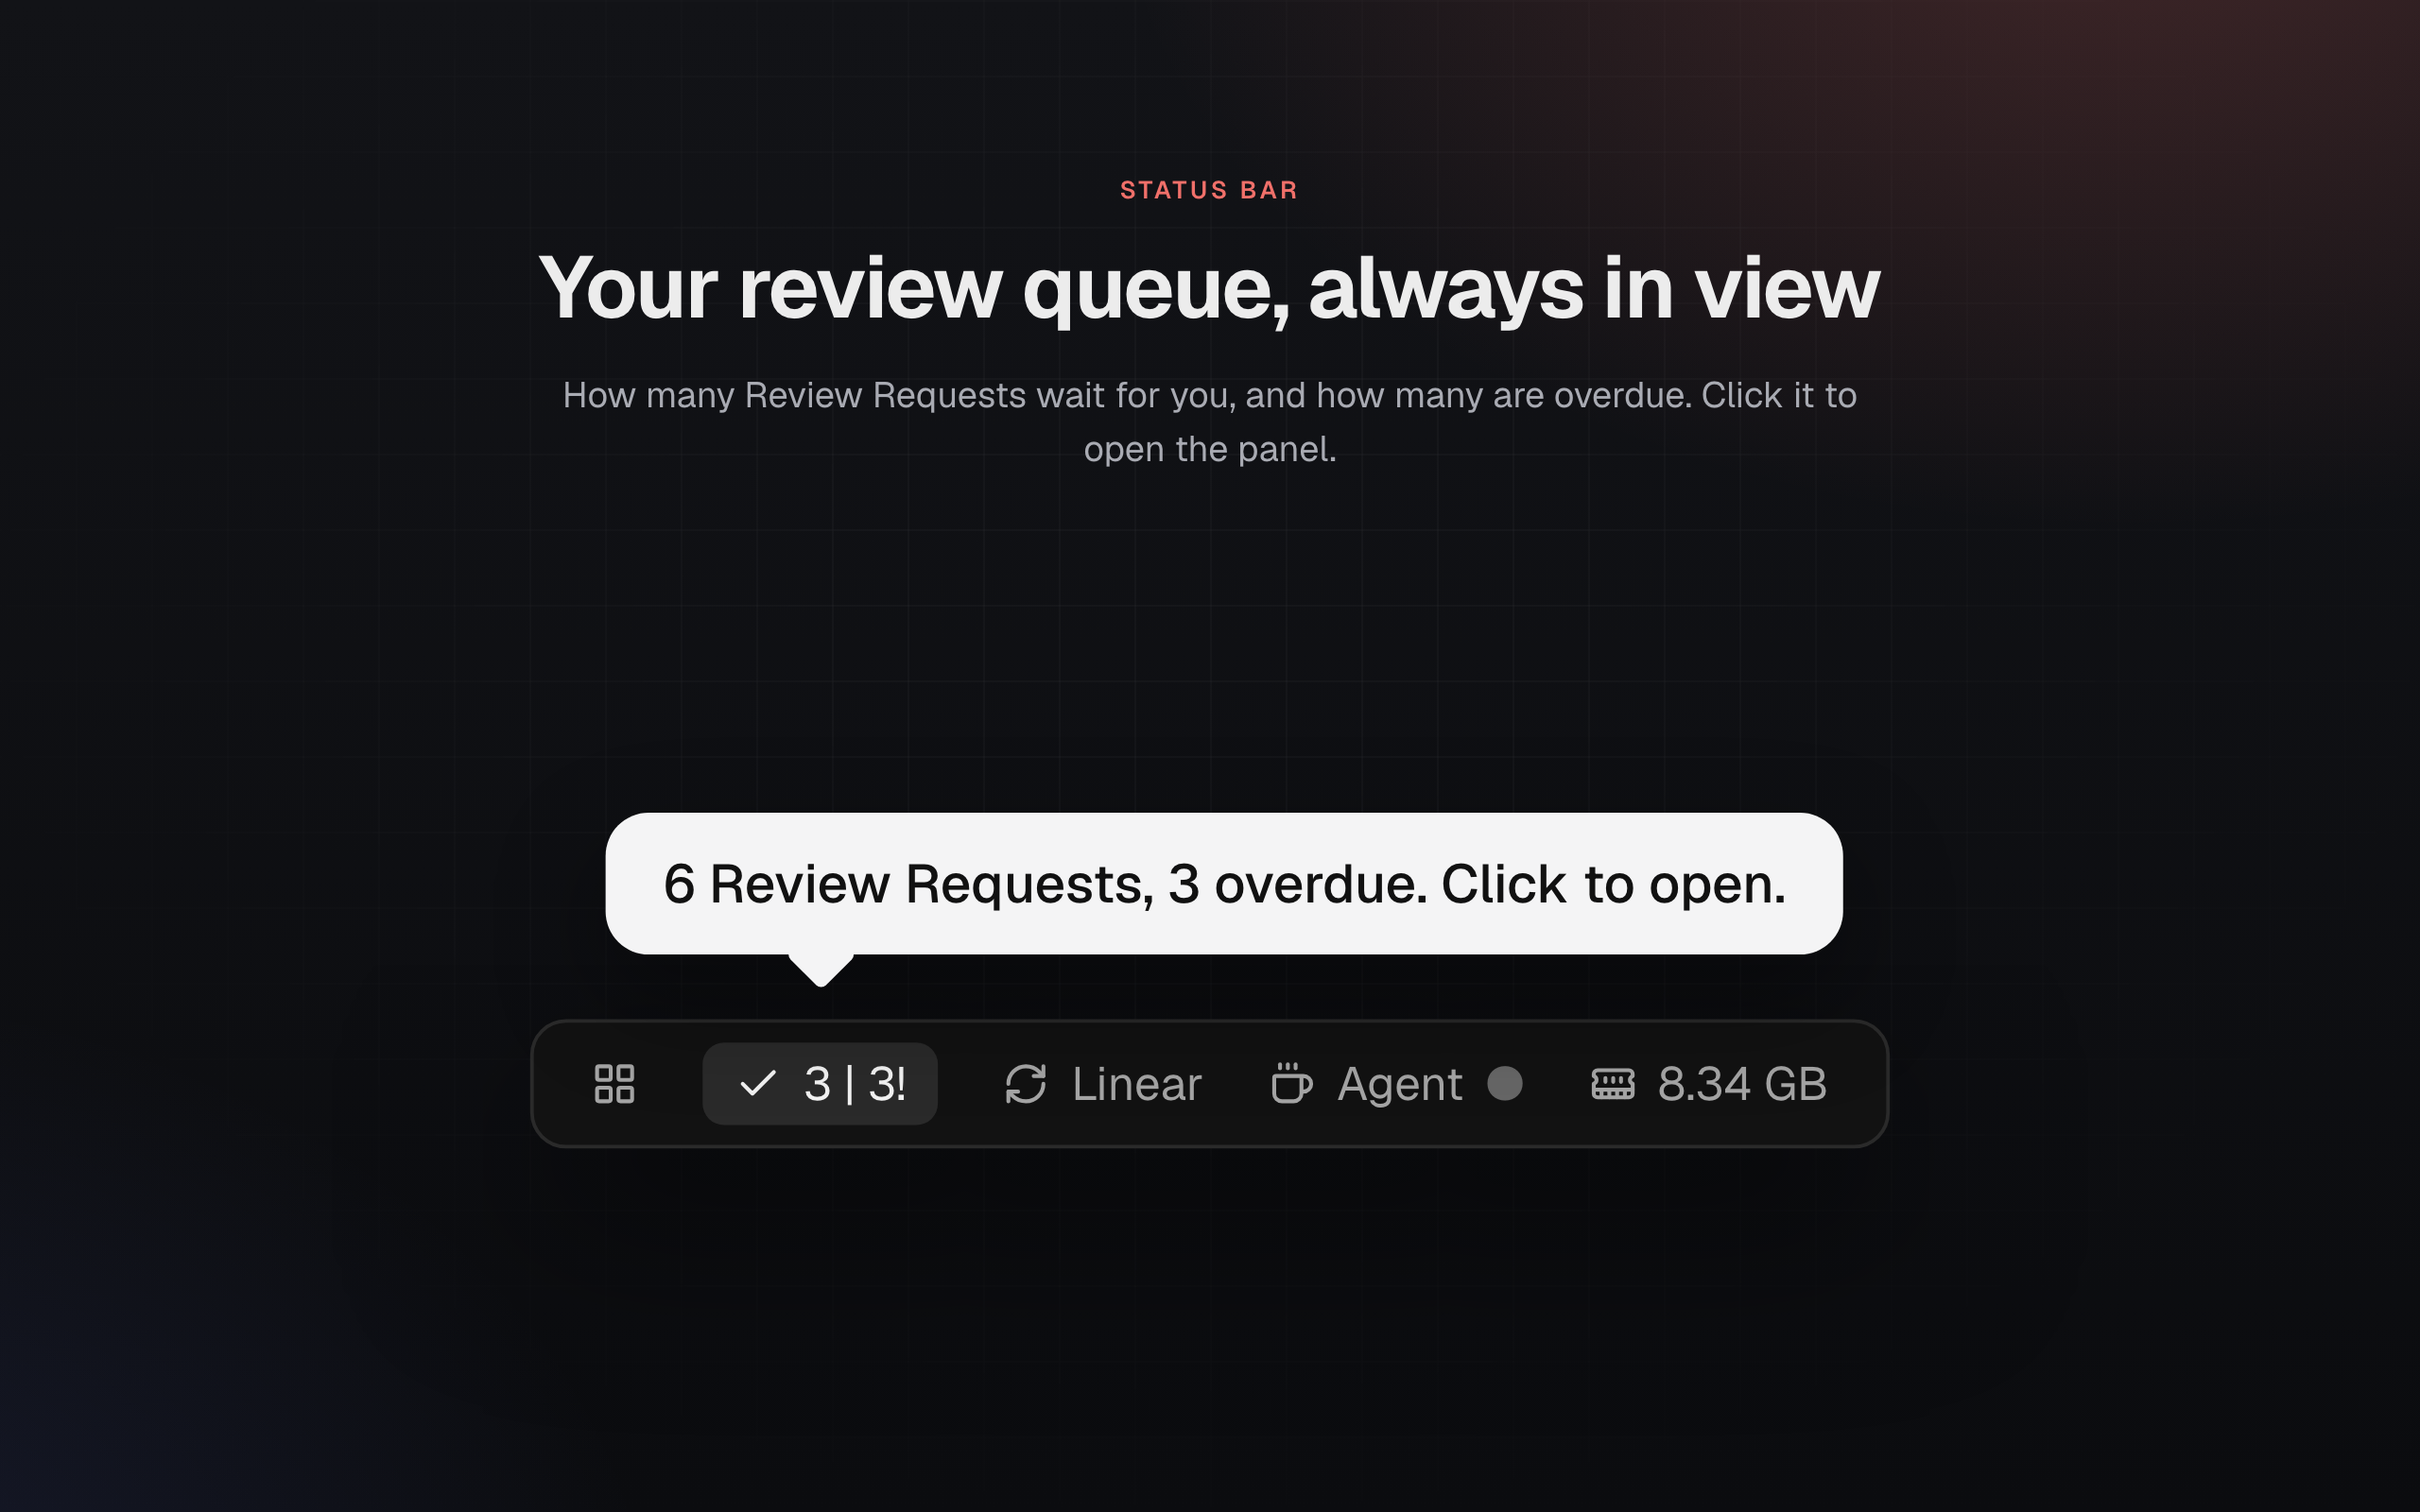 STATUS BAR
Your review queue, always in view
How many Review Requests wait for you, and how many are overdue. Click it to
open the panel.
6 Review Requests, 3 overdue. Click to open.
3 | 3! Linear Agent 8.34 GB